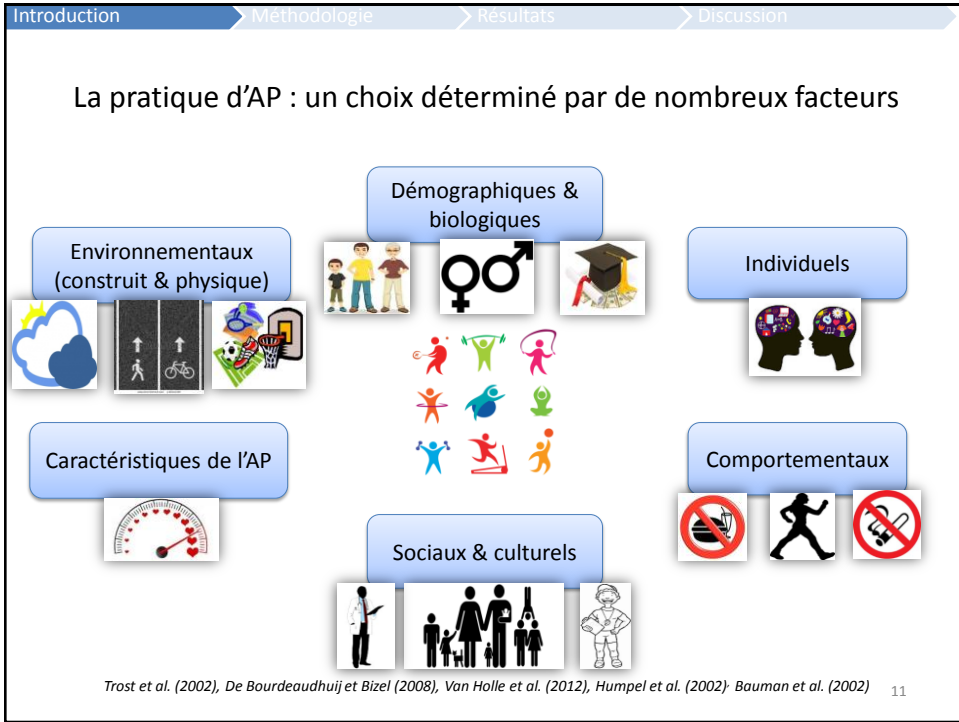 Introduction
Méthodologie
Résultats
Discussion
La pratique d'AP : un choix déterminé par de nombreux facteurs
Démographiques &
biologiques
Environnementaux
(construit & physique)
Individuels
Caractéristiques de l'AP
Comportementaux
Sociaux & culturels
Trost et al. (2002), De Bourdeaudhuij et Bizel (2008), Van Holle et al. (2012), Humpel et al. (2002), Bauman et al. (2002)
11